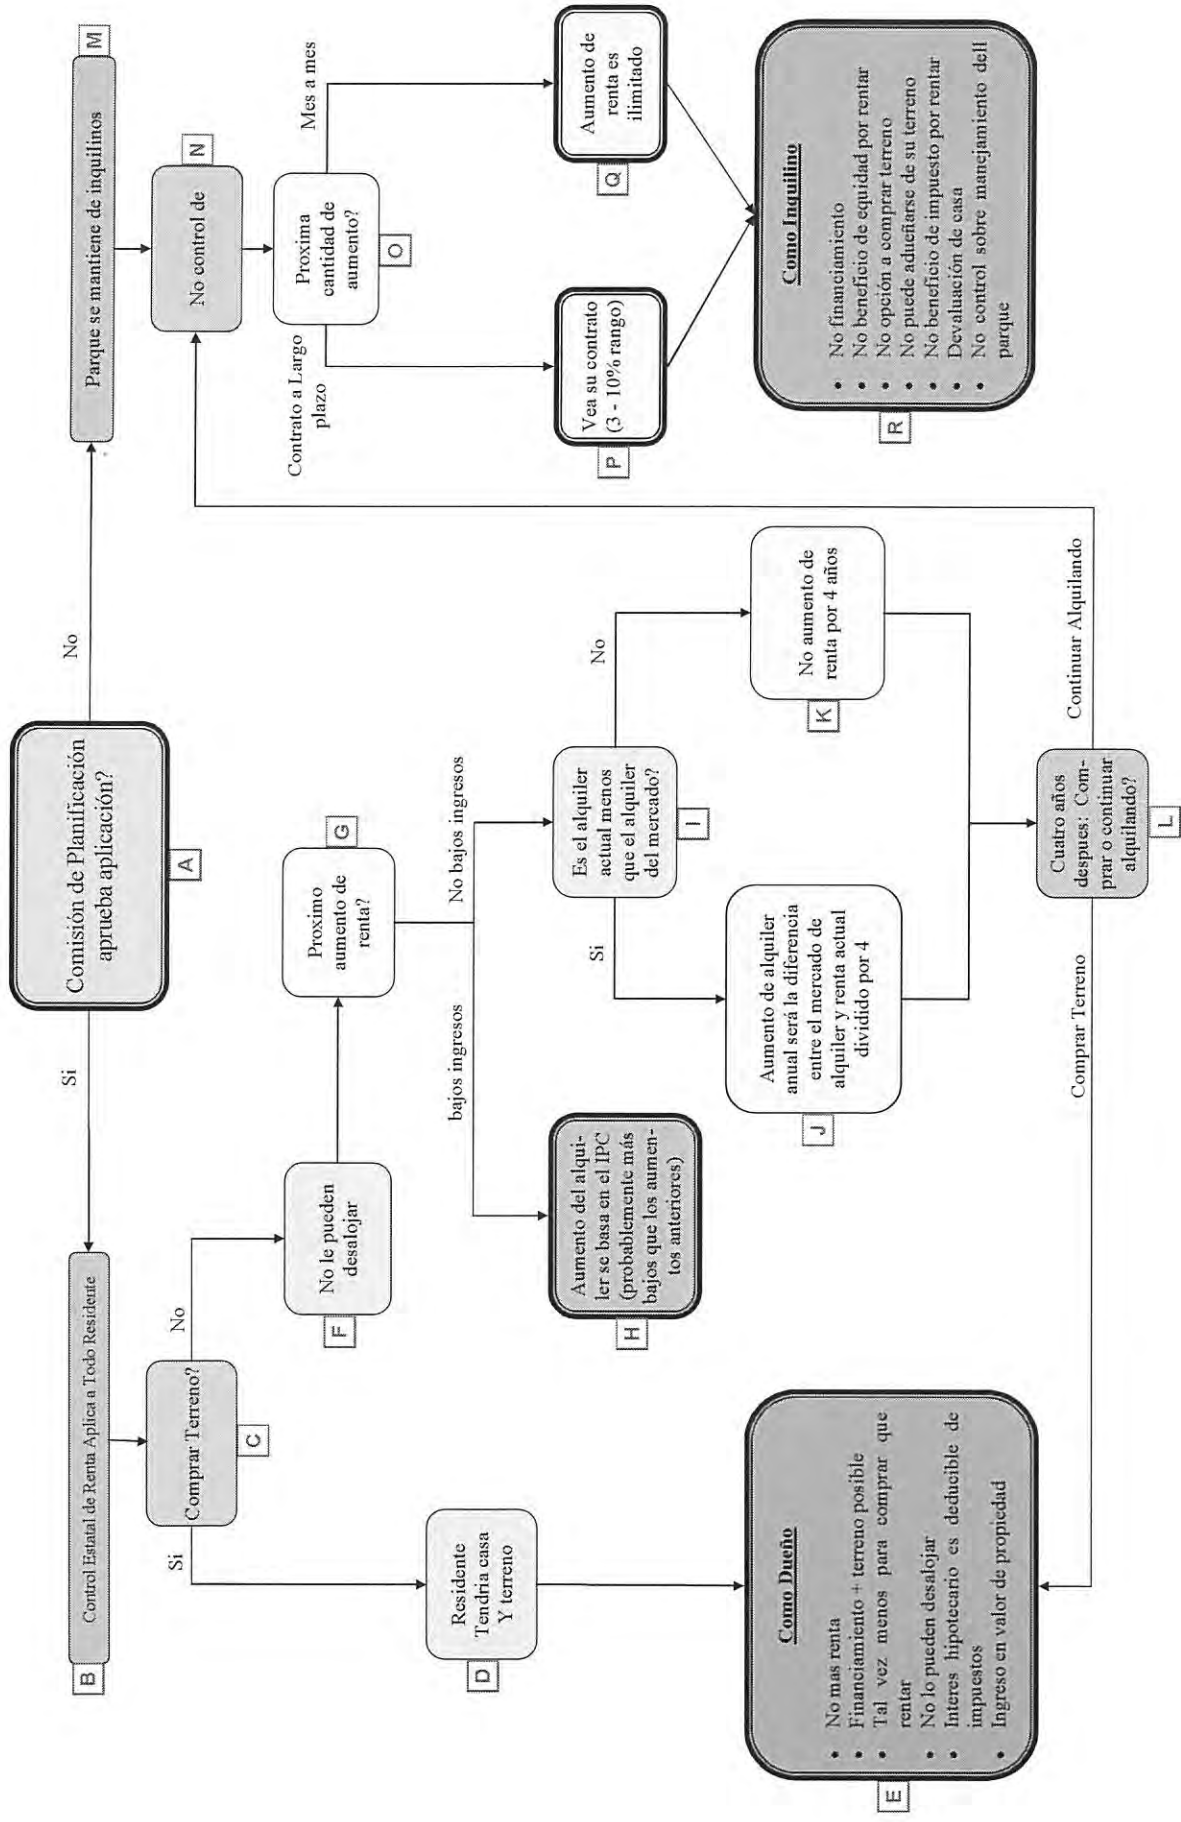 Comisión de Planificación
aprueba aplicación?
A
Si
No
B
Control Estatal de Renta Aplica a Todo Residente
Comprar Terreno?
C
Si
No
D
Residente
Tendria casa
Y terreno
E
Como Dueño
• No mas renta
• Financiamiento + terreno posible
• Tal vez menos para comprar que
rentar
• No lo pueden desalojar
• Interes hipotecario es deducible de
impuestos
• Ingreso en valor de propiedad
F
No le pueden
desalojar
G
Proximo
aumento de
renta?
bajos ingresos
No bajos ingresos
H
Aumento del alqui-
ler se basa en el IPC
(probablemente más
bajos que los aumen-
tos anteriores)
Es el alquiler
actual menos
que el alquiler
del mercado?
I
Si
No
J
Aumento de alquiler
anual será la diferencia
entre el mercado de
alquiler y renta actual
dividido por 4
K
No aumento de
renta por 4 años
Cuatro años
despues: Com-
prar o continuar
alquilando?
L
Comprar Terreno
Continuar Alquilando
M
Parque se mantiene de inquilinos
N
No control de
Proxima
cantidad de
aumento?
O
Contrato a Largo
plazo
Mes a mes
P
Vea su contrato
(3 - 10% rango)
Q
Aumento de
renta es
ilimitado
R
Como Inquilino
• No financiamiento
• No beneficio de equidad por rentar
• No opción a comprar terreno
• No puede adueñarse de su terreno
• No beneficio de impuesto por rentar
• Devaluación de casa
• No control sobre manejamiento dell
parque